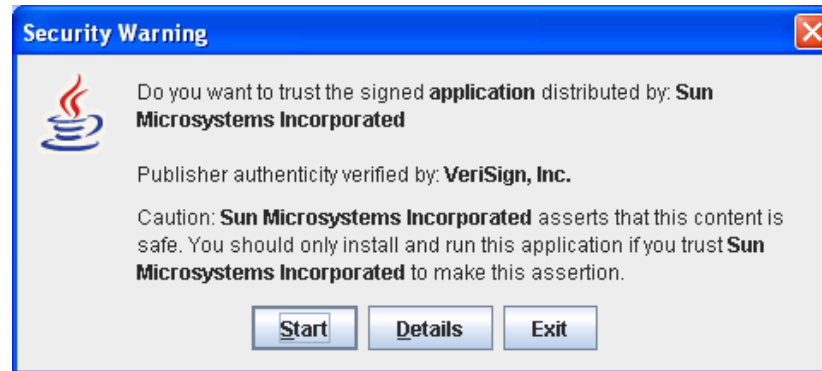 Security Warning
Do you want to trust the signed application distributed by: Sun
Microsystems Incorporated
Publisher authenticity verified by: VeriSign, Inc.
Caution: Sun Microsystems Incorporated asserts that this content is
safe. You should only install and run this application if you trust Sun
Microsystems Incorporated to make this assertion.
Start Details Exit